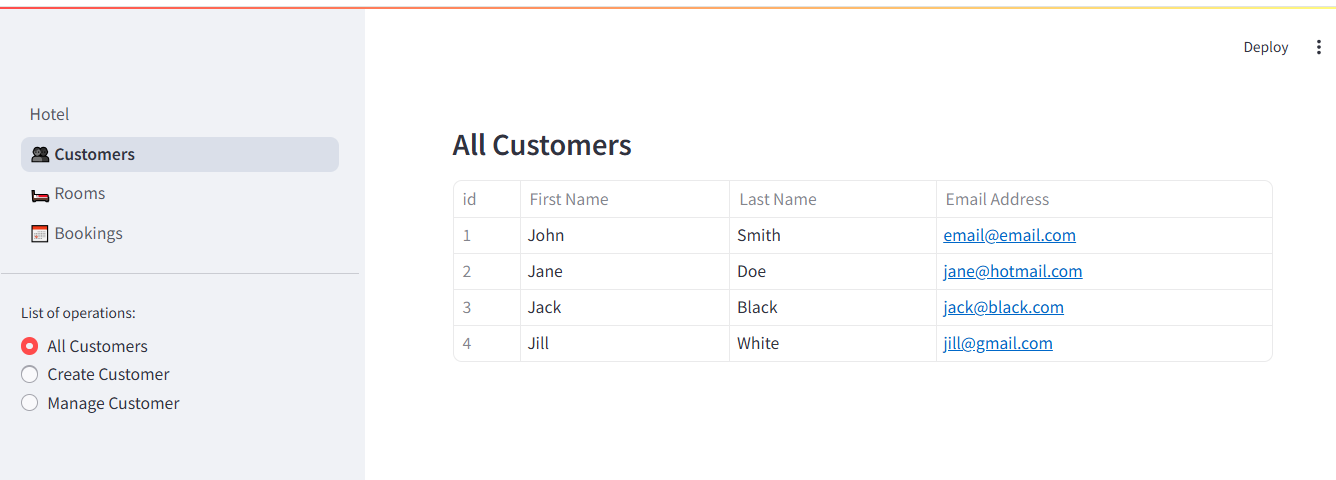 Deploy
Hotel
Customers
Rooms
Bookings
List of operations:
All Customers
Create Customer
Manage Customer
All Customers
id First Name Last Name Email Address
1 John Smith email@email.com
2 Jane Doe jane@hotmail.com
3 Jack Black jack@black.com
4 Jill White jill@gmail.com